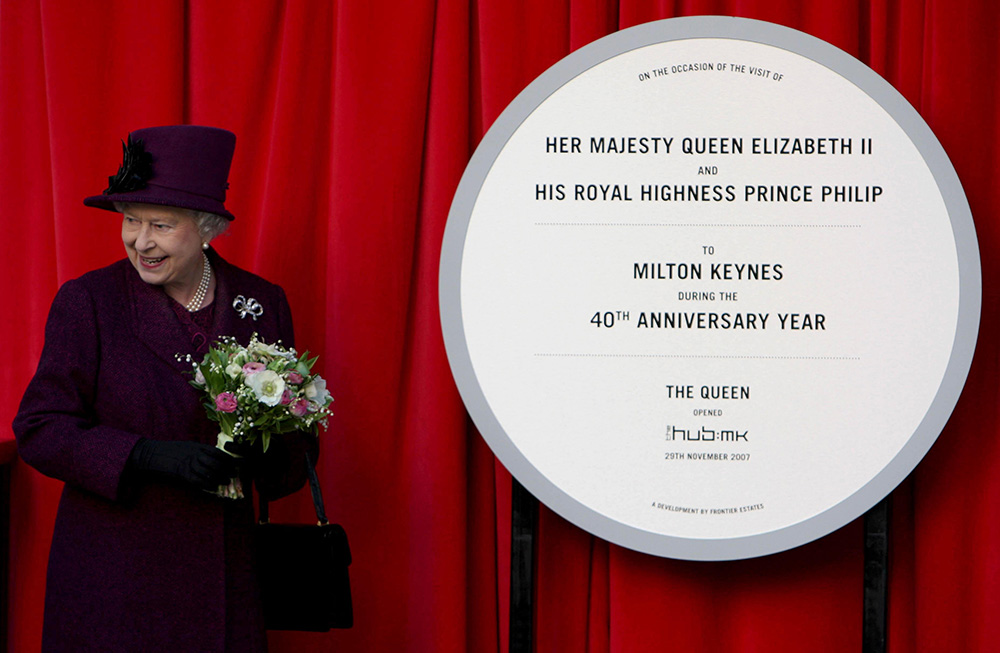 ON THE OCCASION OF THE VISIT OF
HER MAJESTY QUEEN ELIZABETH II
AND
HIS ROYAL HIGHNESS PRINCE PHILIP
TO
MILTON KEYNES
DURING THE
40TH ANNIVERSARY YEAR
THE QUEEN
OPENED
the hub:mk
29TH NOVEMBER 2007
A DEVELOPMENT BY FRONTIER ESTATES